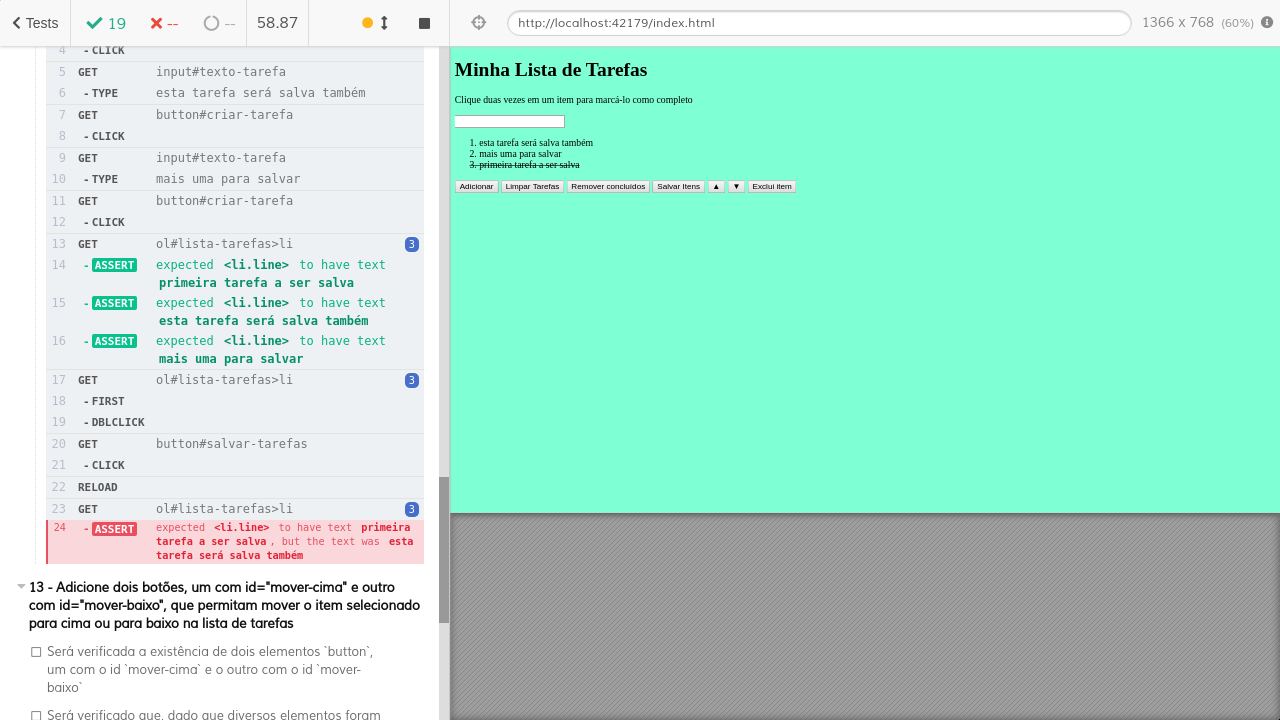 Tests 19 -- -- 58.87
http://localhost:42179/index.html 1366 x 768 (60%)
4 - CLICK
5 GET input#texto-tarefa
6 - TYPE esta tarefa será salva também
7 GET button#criar-tarefa
8 - CLICK
9 GET input#texto-tarefa
10 - TYPE mais uma para salvar
11 GET button#criar-tarefa
12 - CLICK
13 GET ol#lista-tarefas>li 3
14 - ASSERT expected <li.line> to have text
primeira tarefa a ser salva
15 - ASSERT expected <li.line> to have text
esta tarefa será salva também
16 - ASSERT expected <li.line> to have text
mais uma para salvar
17 GET ol#lista-tarefas>li 3
18 - FIRST
19 - DBLCLICK
20 GET button#salvar-tarefas
21 - CLICK
22 RELOAD
23 GET ol#lista-tarefas>li 3
24 - ASSERT expected <li.line> to have text primeira
tarefa a ser salva, but the text was esta
tarefa será salva também
13 - Adicione dois botões, um com id="mover-cima" e outro
com id="mover-baixo", que permitam mover o item selecionado
para cima ou para baixo na lista de tarefas
Será verificada a existência de dois elementos `button`,
um com o id `mover-cima` e o outro com o id `mover-
baixo`
Será verificado que, dado que diversos elementos foram
Minha Lista de Tarefas
Clique duas vezes em um item para marcá-lo como completo
1. esta tarefa será salva também
2. mais uma para salvar
3. primeira tarefa a ser salva
Adicionar Limpar Tarefas Remover concluídos Salvar Itens ▲ ▼ Exclui item